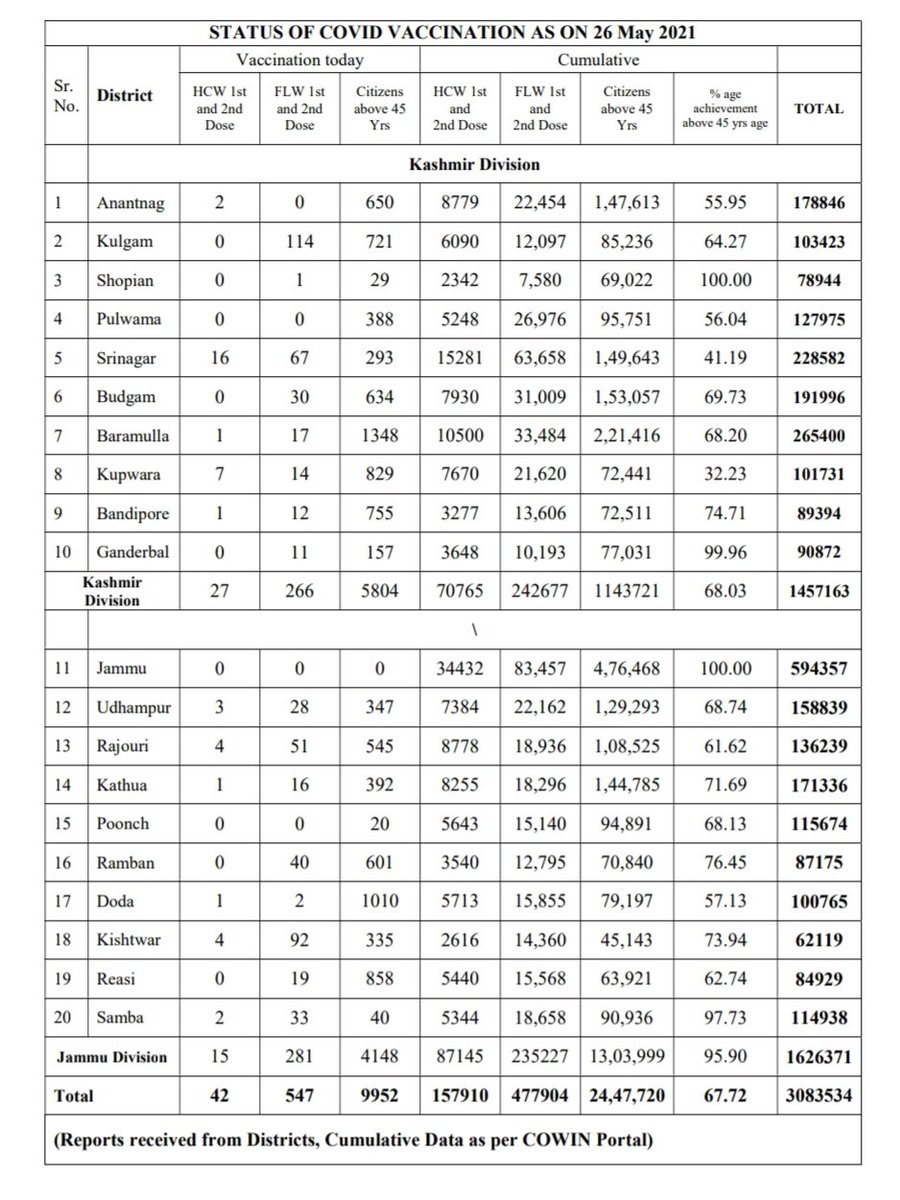 STATUS OF COVID VACCINATION AS ON 26 May 2021
Sr. No. District Vaccination today Cumulative
HCW 1st and 2nd Dose FLW 1st and 2nd Dose Citizens above 45 Yrs HCW 1st and 2nd Dose FLW 1st and 2nd Dose Citizens above 45 Yrs % age achievement above 45 yrs age TOTAL
Kashmir Division
1 Anantnag 2 0 650 8779 22,454 1,47,613 55.95 178846
2 Kulgam 0 114 721 6090 12,097 85,236 64.27 103423
3 Shopian 0 1 29 2342 7,580 69,022 100.00 78944
4 Pulwama 0 0 388 5248 26,976 95,751 56.04 127975
5 Srinagar 16 67 293 15281 63,658 1,49,643 41.19 228582
6 Budgam 0 30 634 7930 31,009 1,53,057 69.73 191996
7 Baramulla 1 17 1348 10500 33,484 2,21,416 68.20 265400
8 Kupwara 7 14 829 7670 21,620 72,441 32.23 101731
9 Bandipore 1 12 755 3277 13,606 72,511 74.71 89394
10 Ganderbal 0 11 157 3648 10,193 77,031 99.96 90872
Kashmir Division 27 266 5804 70765 242677 1143721 68.03 1457163
\
11 Jammu 0 0 0 34432 83,457 4,76,468 100.00 594357
12 Udhampur 3 28 347 7384 22,162 1,29,293 68.74 158839
13 Rajouri 4 51 545 8778 18,936 1,08,525 61.62 136239
14 Kathua 1 16 392 8255 18,296 1,44,785 71.69 171336
15 Poonch 0 0 20 5643 15,140 94,891 68.13 115674
16 Ramban 0 40 601 3540 12,795 70,840 76.45 87175
17 Doda 1 2 1010 5713 15,855 79,197 57.13 100765
18 Kishtwar 4 92 335 2616 14,360 45,143 73.94 62119
19 Reasi 0 19 858 5440 15,568 63,921 62.74 84929
20 Samba 2 33 40 5344 18,658 90,936 97.73 114938
Jammu Division 15 281 4148 87145 235227 13,03,999 95.90 1626371
Total 42 547 9952 157910 477904 24,47,720 67.72 3083534
(Reports received from Districts, Cumulative Data as per COWIN Portal)